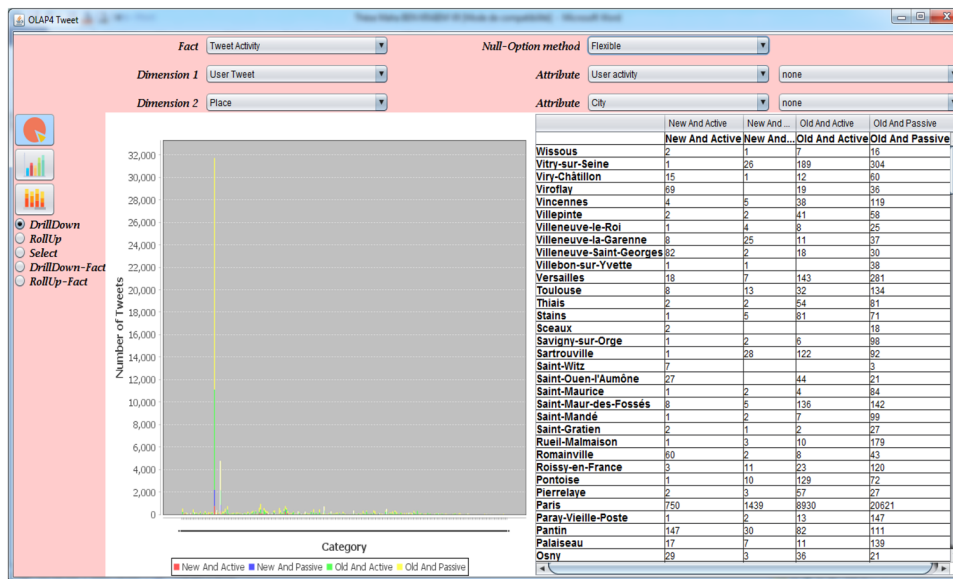 OLAP4 Tweet
Fact Tweet Activity Null-Option method Flexible
Dimension 1 User Tweet Attribute User activity none
Dimension 2 Place Attribute City none
DrillDown
RollUp
Select
DrillDown-Fact
RollUp-Fact
Number of Tweets
32,000
30,000
28,000
26,000
24,000
22,000
20,000
18,000
16,000
14,000
12,000
10,000
8,000
6,000
4,000
2,000
0
Category
New And Active New And Passive Old And Active Old And Passive
New And Active New And ... Old And Active Old And Passive
New And Active New And... Old And Active Old And Passive
Wissous 2 1 7 16
Vitry-sur-Seine 1 26 189 304
Viry-Châtillon 15 1 12 60
Viroflay 69 19 36
Vincennes 4 5 38 119
Villepinte 2 2 41 58
Villeneuve-le-Roi 1 4 8 25
Villeneuve-la-Garenne 8 25 11 37
Villeneuve-Saint-Georges 82 2 18 30
Villebon-sur-Yvette 1 1 38
Versailles 18 7 143 281
Toulouse 8 13 32 134
Thiais 2 2 54 81
Stains 1 5 81 71
Sceaux 2 18
Savigny-sur-Orge 1 2 6 98
Sartrouville 1 28 122 92
Saint-Witz 7 3
Saint-Ouen-l'Aumône 27 44 21
Saint-Maurice 1 2 4 84
Saint-Maur-des-Fossés 8 5 136 142
Saint-Mandé 1 2 7 99
Saint-Gratien 2 1 2 27
Rueil-Malmaison 1 3 10 179
Romainville 60 2 8 43
Roissy-en-France 3 11 23 120
Pontoise 1 10 129 72
Pierrelaye 2 3 57 27
Paris 750 1439 8930 20621
Paray-Vieille-Poste 1 2 13 147
Pantin 147 30 82 111
Palaiseau 17 7 11 139
Osny 29 3 36 21